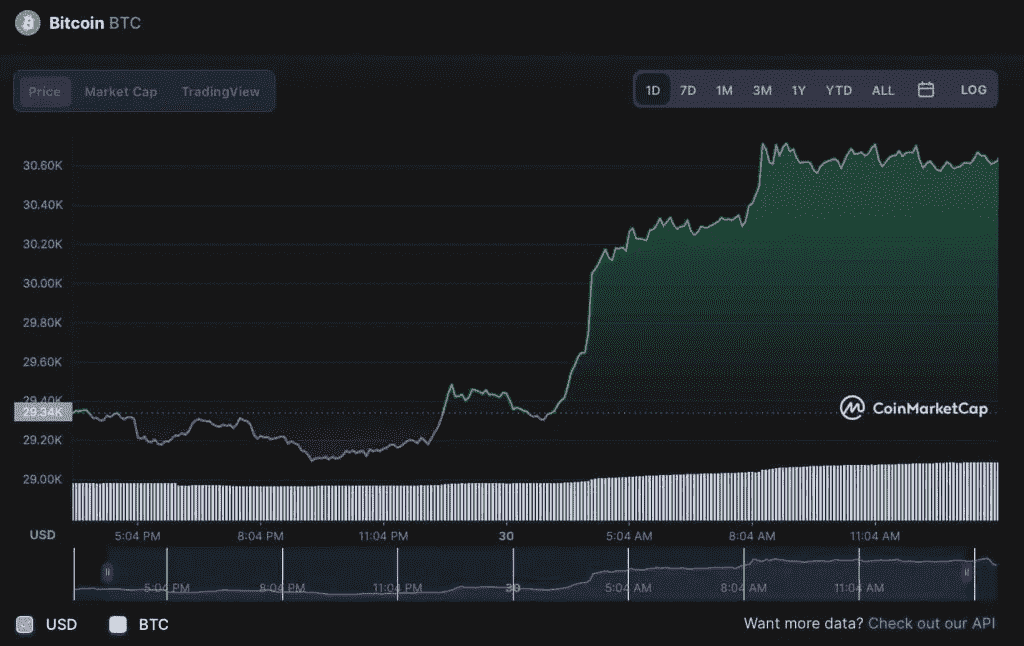 Bitcoin BTC
Price Market Cap TradingView
1D 7D 1M 3M 1Y YTD ALL LOG
30.60K
30.40K
30.20K
30.00K
29.80K
29.60K
29.40K
29.34K
CoinMarketCap
29.20K
29.00K
USD 5:04 PM 8:04 PM 11:04 PM 30 5:04 AM 8:04 AM 11:04 AM
5:04 PM 8:04 PM 11:04 PM 30 5:04 AM 8:04 AM 11:04 AM
USD BTC Want more data? Check out our API